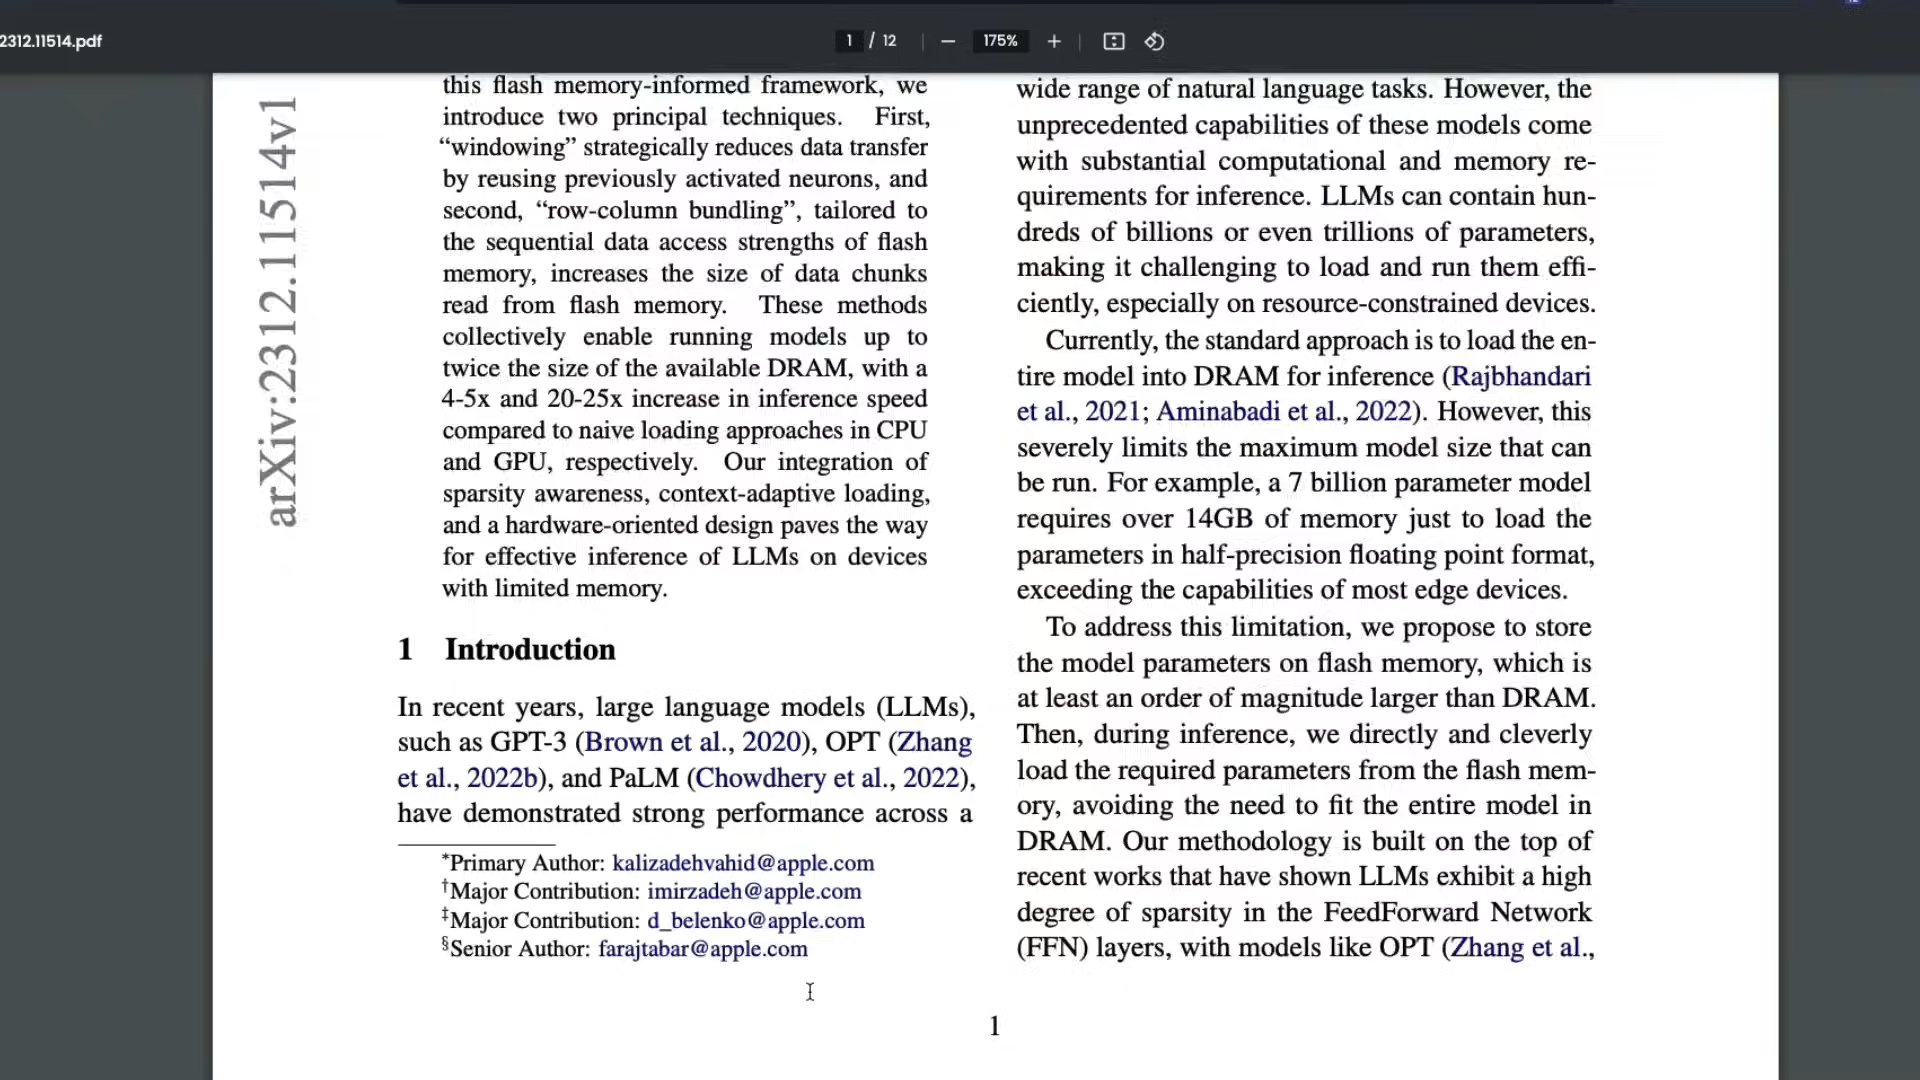 2312.11514.pdf
1 / 12
175%
arXiv:2312.11514v1
this flash memory-informed framework, we
introduce two principal techniques. First,
“windowing” strategically reduces data transfer
by reusing previously activated neurons, and
second, “row-column bundling”, tailored to
the sequential data access strengths of flash
memory, increases the size of data chunks
read from flash memory. These methods
collectively enable running models up to
twice the size of the available DRAM, with a
4-5x and 20-25x increase in inference speed
compared to naive loading approaches in CPU
and GPU, respectively. Our integration of
sparsity awareness, context-adaptive loading,
and a hardware-oriented design paves the way
for effective inference of LLMs on devices
with limited memory.
1 Introduction
In recent years, large language models (LLMs),
such as GPT-3 (Brown et al., 2020), OPT (Zhang
et al., 2022b), and PaLM (Chowdhery et al., 2022),
have demonstrated strong performance across a
*Primary Author: kalizadehvahid@apple.com
†Major Contribution: imirzadeh@apple.com
‡Major Contribution: d_belenko@apple.com
§Senior Author: farajtabar@apple.com
wide range of natural language tasks. However, the
unprecedented capabilities of these models come
with substantial computational and memory re-
quirements for inference. LLMs can contain hun-
dreds of billions or even trillions of parameters,
making it challenging to load and run them effi-
ciently, especially on resource-constrained devices.
Currently, the standard approach is to load the en-
tire model into DRAM for inference (Rajbhandari
et al., 2021; Aminabadi et al., 2022). However, this
severely limits the maximum model size that can
be run. For example, a 7 billion parameter model
requires over 14GB of memory just to load the
parameters in half-precision floating point format,
exceeding the capabilities of most edge devices.
To address this limitation, we propose to store
the model parameters on flash memory, which is
at least an order of magnitude larger than DRAM.
Then, during inference, we directly and cleverly
load the required parameters from the flash mem-
ory, avoiding the need to fit the entire model in
DRAM. Our methodology is built on the top of
recent works that have shown LLMs exhibit a high
degree of sparsity in the FeedForward Network
(FFN) layers, with models like OPT (Zhang et al.,
1